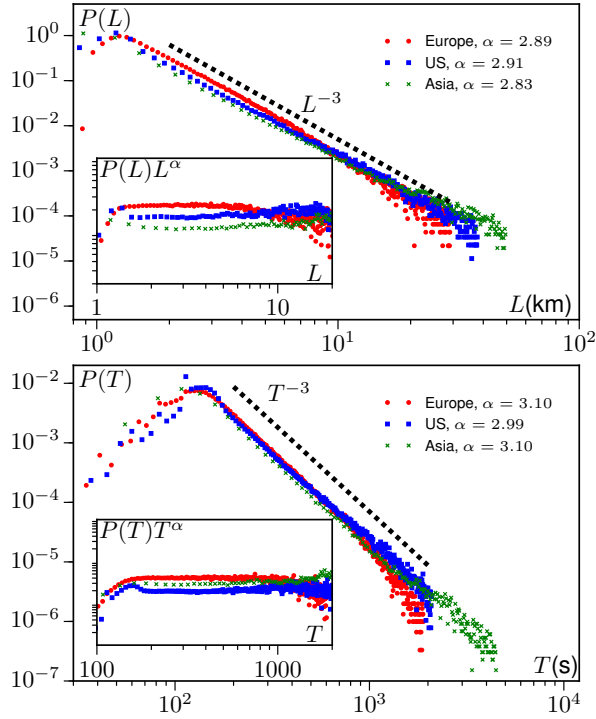 P(L)
10^0
10^{-1}
10^{-2}
10^{-3}
10^{-4}
10^{-5}
10^{-6}
Europe, α = 2.89
US, α = 2.91
Asia, α = 2.83
L^{-3}
P(L)L^α
L
1
10
10^0
10^1
10^2
L(km)
P(T)
10^{-2}
10^{-3}
10^{-4}
10^{-5}
10^{-6}
10^{-7}
Europe, α = 3.10
US, α = 2.99
Asia, α = 3.10
T^{-3}
P(T)T^α
T
100
1000
10^2
10^3
10^4
T(s)